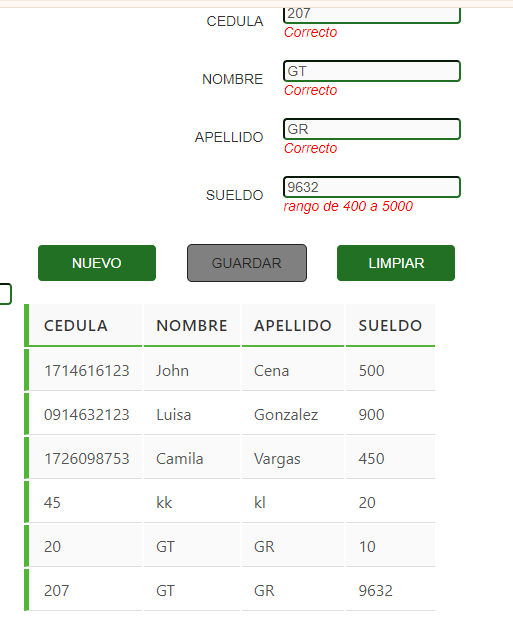 CEDULA 207
Correcto
NOMBRE GT
Correcto
APELLIDO GR
Correcto
SUELDO 9632
rango de 400 a 5000
NUEVO GUARDAR LIMPIAR
CEDULA NOMBRE APELLIDO SUELDO
1714616123 John Cena 500
0914632123 Luisa Gonzalez 900
1726098753 Camila Vargas 450
45 kk kl 20
20 GT GR 10
207 GT GR 9632